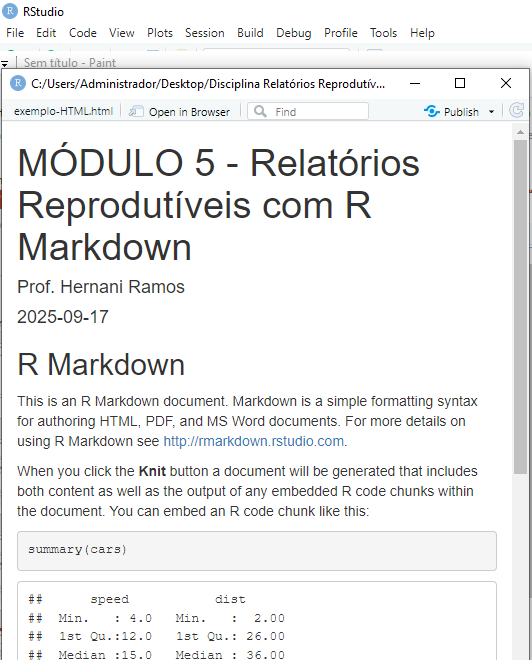 RStudio
File Edit Code View Plots Session Build Debug Profile Tools Help
Sem título - Paint
C:/Users/Administrador/Desktop/Disciplina Relatórios Reprodutív...
exemplo-HTML.html Open in Browser Find Publish
MÓDULO 5 - Relatórios
Reprodutíveis com R
Markdown
Prof. Hernani Ramos
2025-09-17
R Markdown
This is an R Markdown document. Markdown is a simple formatting syntax
for authoring HTML, PDF, and MS Word documents. For more details on
using R Markdown see http://rmarkdown.rstudio.com.
When you click the Knit button a document will be generated that includes
both content as well as the output of any embedded R code chunks within
the document. You can embed an R code chunk like this:
summary(cars)
##      speed           dist
##  Min.   : 4.0   Min.   :  2.00
##  1st Qu.:12.0   1st Qu.: 26.00
##  Median :15.0   Median : 36.00